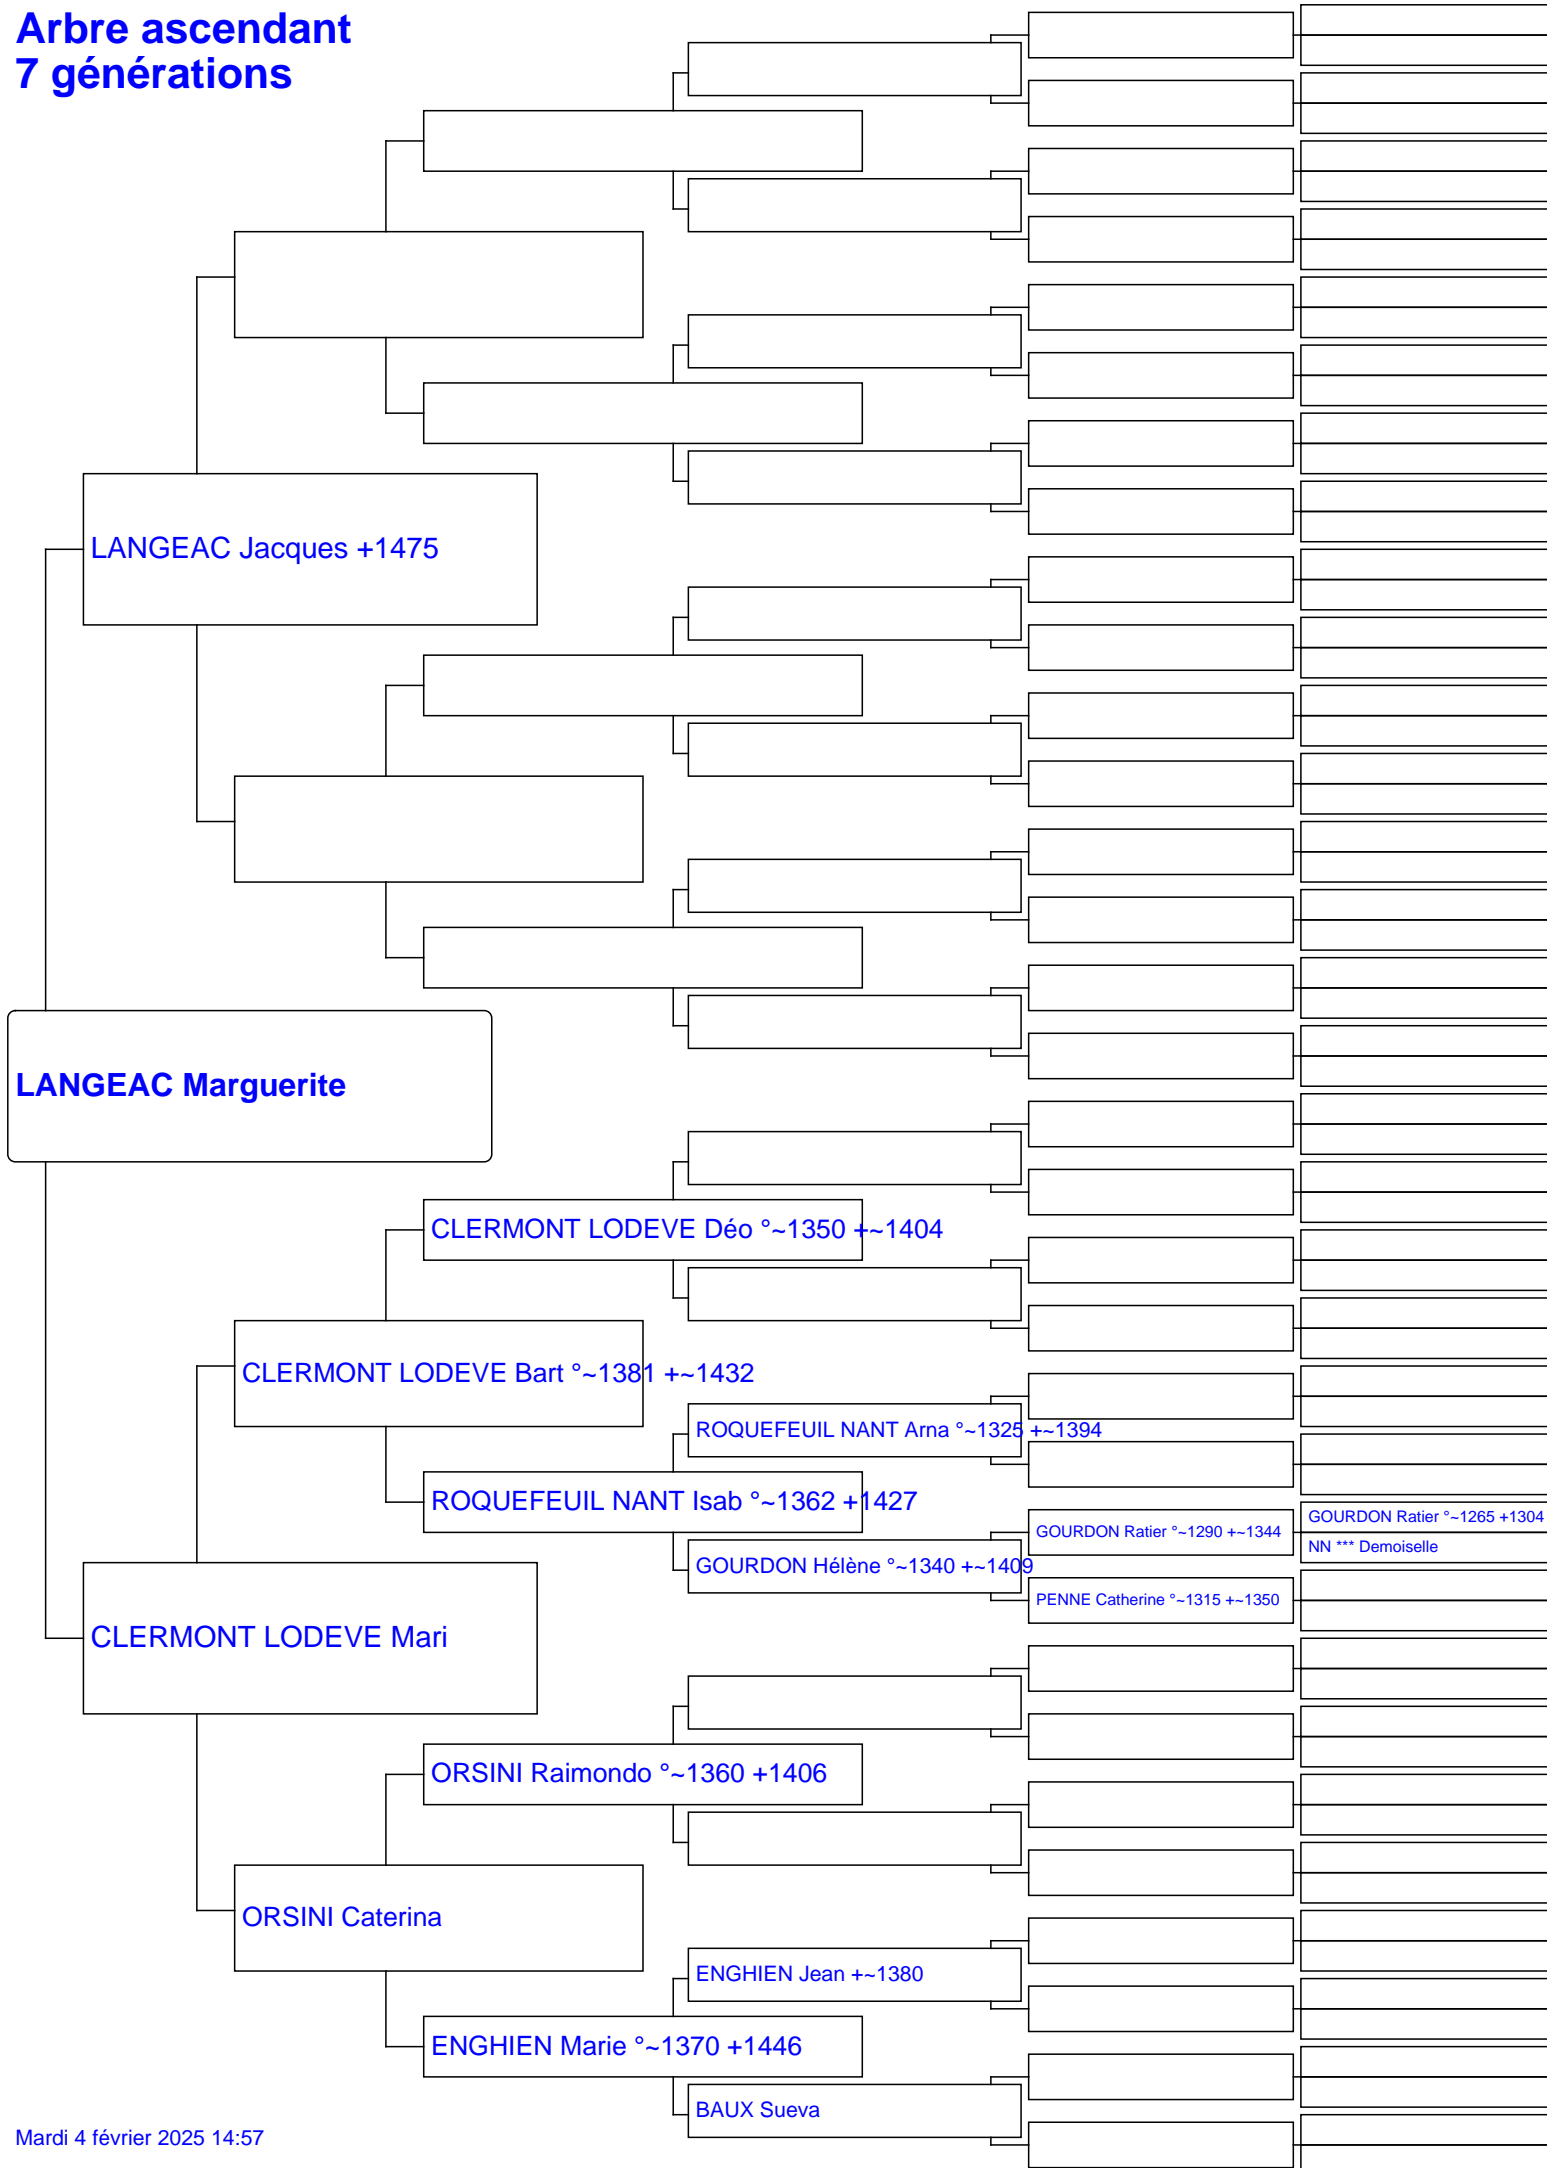 Arbre ascendant
7 générations
LANGEAC Jacques +1475
LANGEAC Marguerite
CLERMONT LODEVE Déo °~1350 +~1404
CLERMONT LODEVE Bart °~1381 +~1432
ROQUEFEUIL NANT Arna °~1325 +~1394
ROQUEFEUIL NANT Isab °~1362 +1427
GOURDON Ratier °~1265 +1304
GOURDON Ratier °~1290 +~1344
NN *** Demoiselle
GOURDON Hélène °~1340 +~1409
PENNE Catherine °~1315 +~1350
CLERMONT LODEVE Mari
ORSINI Raimondo °~1360 +1406
ORSINI Caterina
ENGHIEN Jean +~1380
ENGHIEN Marie °~1370 +1446
BAUX Sueva
Mardi 4 février 2025 14:57